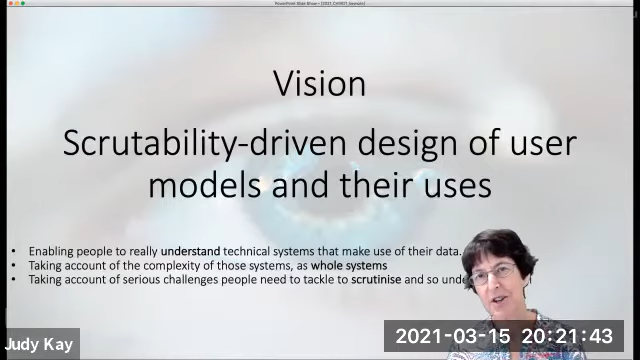 PowerPoint Slide Show - [2021_CHIIR21_Keynote]
Vision
Scrutability-driven design of user
models and their uses
• Enabling people to really understand technical systems that make use of their data.
• Taking account of the complexity of those systems, as whole systems
• Taking account of serious challenges people need to tackle to scrutinise and so und
Judy Kay
2021-03-15 20:21:43